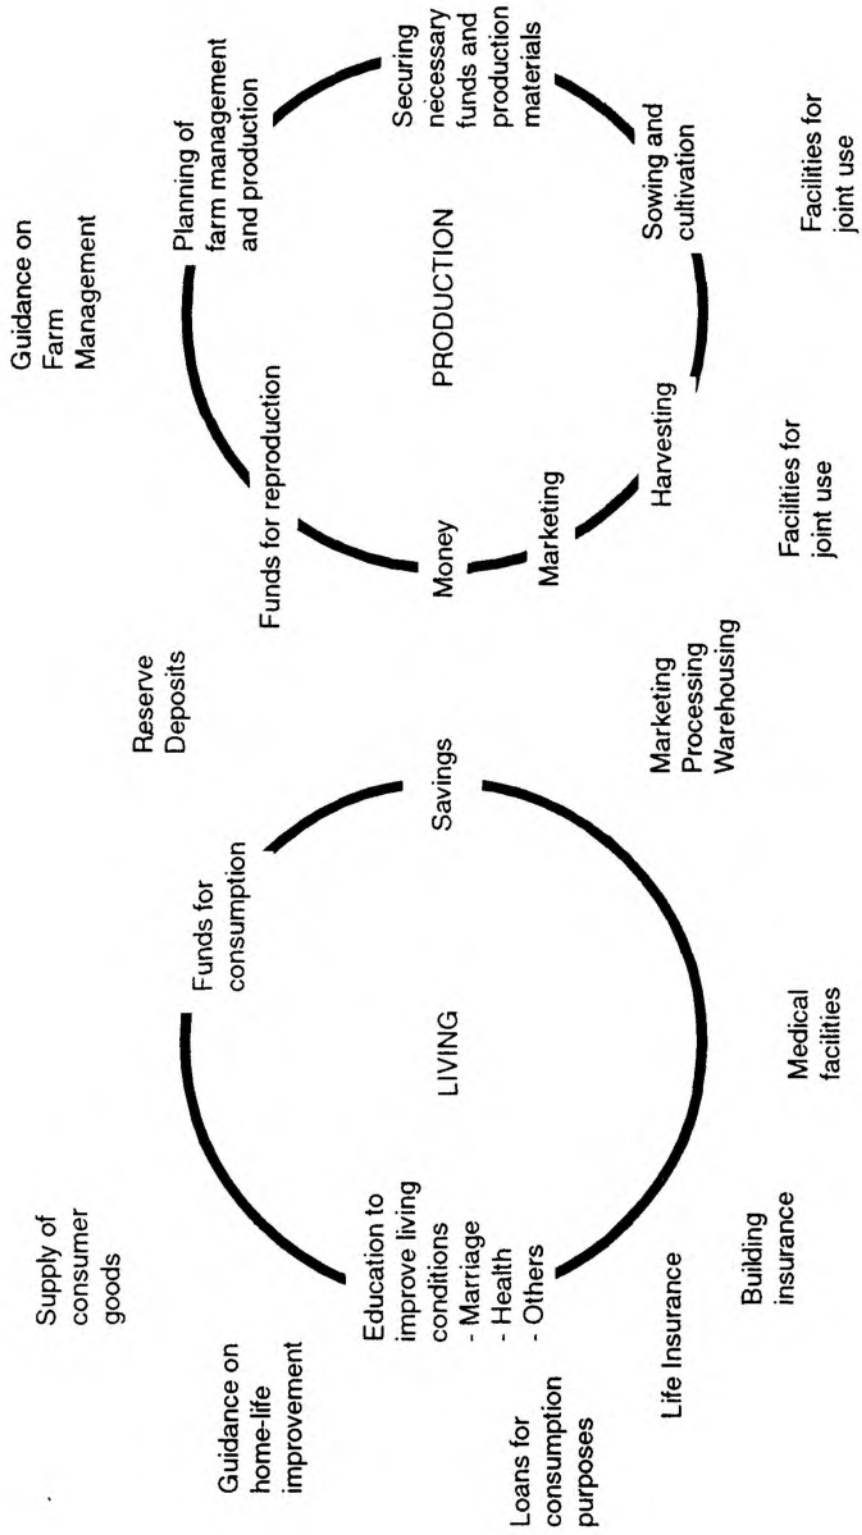 Supply of
consumer
goods
Guidance on
home-life
improvement
Education to
improve living
conditions
- Marriage
- Health
- Others
Loans for
consumption
purposes
Life Insurance
Building
insurance
Medical
facilities
LIVING
Funds for
consumption
Savings
Reserve
Deposits
Marketing
Processing
Warehousing
Guidance on
Farm
Management
Planning of
farm management
and production
Funds for reproduction
Securing
necessary
funds and
production
materials
PRODUCTION
Money
Marketing
Harvesting
Sowing and
cultivation
Facilities for
joint use
Facilities for
joint use